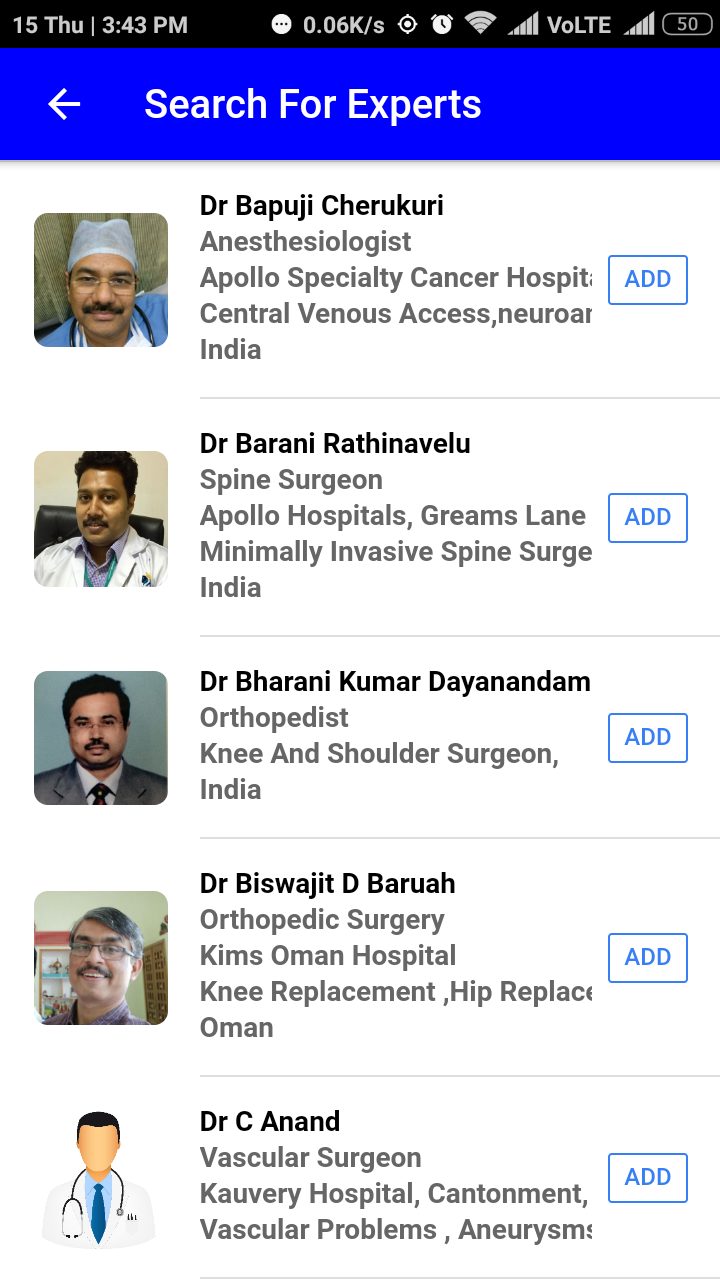 15 Thu | 3:43 PM 0.06K/s VoLTE 50
Search For Experts
Dr Bapuji Cherukuri
Anesthesiologist
Apollo Specialty Cancer Hospita
Central Venous Access,neuroan
India
ADD
Dr Barani Rathinavelu
Spine Surgeon
Apollo Hospitals, Greams Lane
Minimally Invasive Spine Surge
India
ADD
Dr Bharani Kumar Dayanandam
Orthopedist
Knee And Shoulder Surgeon,
India
ADD
Dr Biswajit D Baruah
Orthopedic Surgery
Kims Oman Hospital
Knee Replacement ,Hip Replace
Oman
ADD
Dr C Anand
Vascular Surgeon
Kauvery Hospital, Cantonment,
Vascular Problems , Aneurysms
ADD